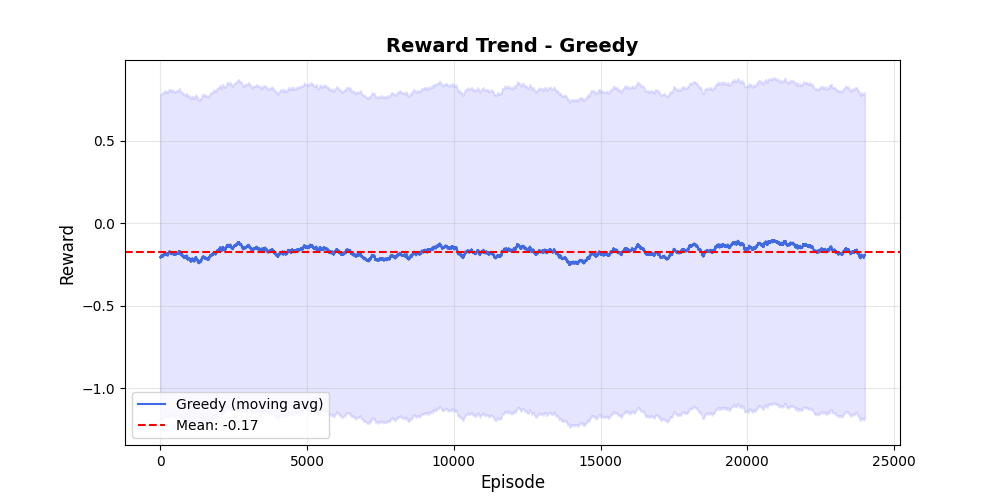 Reward Trend - Greedy
Reward
0.5
0.0
−0.5
−1.0
Greedy (moving avg)
Mean: -0.17
0 5000 10000 15000 20000 25000
Episode